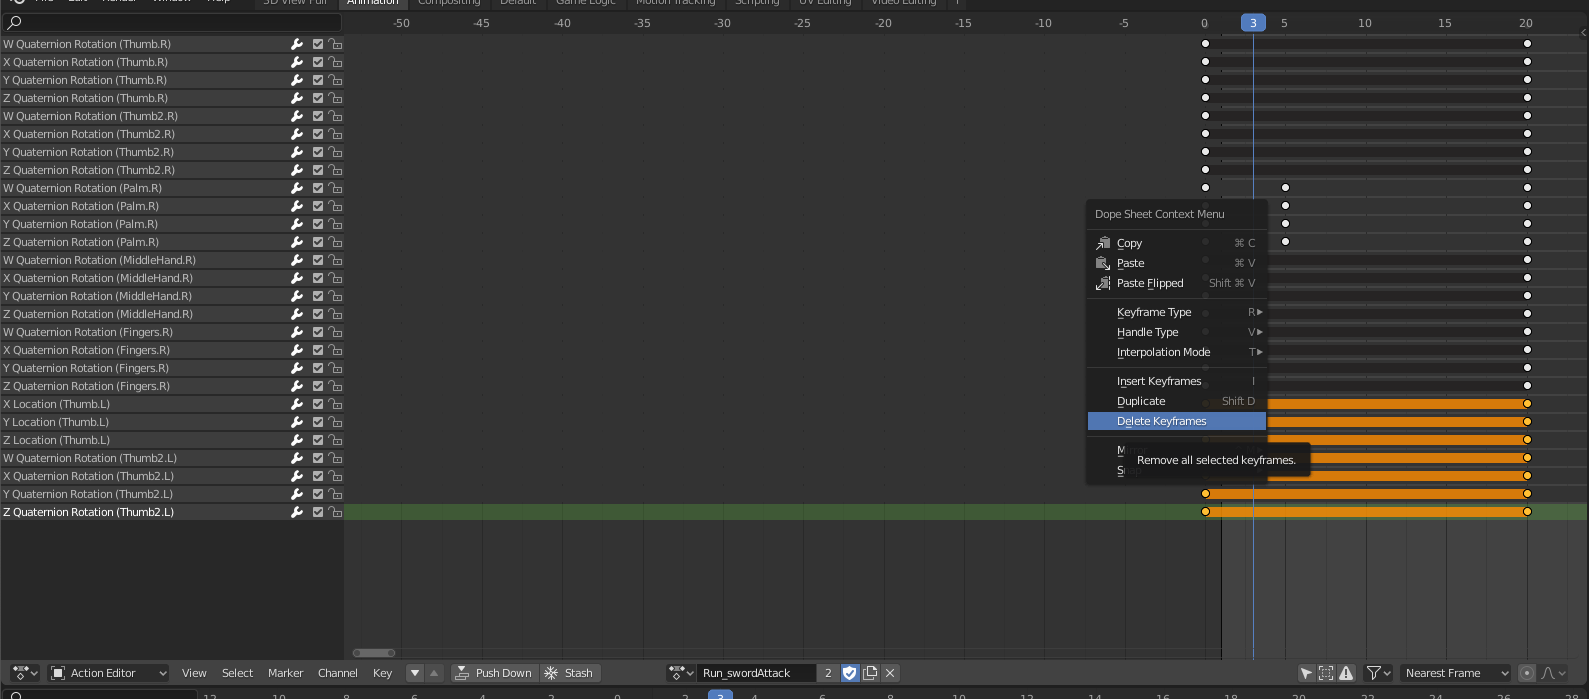 File Edit Render Window Help 3D View Full Animation Compositing Default Game Logic Motion Tracking Scripting UV Editing Video Editing +
-50 -45 -40 -35 -30 -25 -20 -15 -10 -5 0 3 5 10 15 20
W Quaternion Rotation (Thumb.R)
X Quaternion Rotation (Thumb.R)
Y Quaternion Rotation (Thumb.R)
Z Quaternion Rotation (Thumb.R)
W Quaternion Rotation (Thumb2.R)
X Quaternion Rotation (Thumb2.R)
Y Quaternion Rotation (Thumb2.R)
Z Quaternion Rotation (Thumb2.R)
W Quaternion Rotation (Palm.R)
X Quaternion Rotation (Palm.R)
Y Quaternion Rotation (Palm.R)
Z Quaternion Rotation (Palm.R)
W Quaternion Rotation (MiddleHand.R)
X Quaternion Rotation (MiddleHand.R)
Y Quaternion Rotation (MiddleHand.R)
Z Quaternion Rotation (MiddleHand.R)
W Quaternion Rotation (Fingers.R)
X Quaternion Rotation (Fingers.R)
Y Quaternion Rotation (Fingers.R)
Z Quaternion Rotation (Fingers.R)
X Location (Thumb.L)
Y Location (Thumb.L)
Z Location (Thumb.L)
W Quaternion Rotation (Thumb2.L)
X Quaternion Rotation (Thumb2.L)
Y Quaternion Rotation (Thumb2.L)
Z Quaternion Rotation (Thumb2.L)
Dope Sheet Context Menu
Copy ⌘ C
Paste ⌘ V
Paste Flipped Shift ⌘ V
Keyframe Type R
Handle Type V
Interpolation Mode T
Insert Keyframes I
Duplicate Shift D
Delete Keyframes
Remove all selected keyframes.
Action Editor View Select Marker Channel Key Push Down Stash Run_swordAttack 2 Nearest Frame
-12 -10 -8 -6 -4 -2 0 3 4 6 8 10 12 14 16 18 20 22 24 26 28